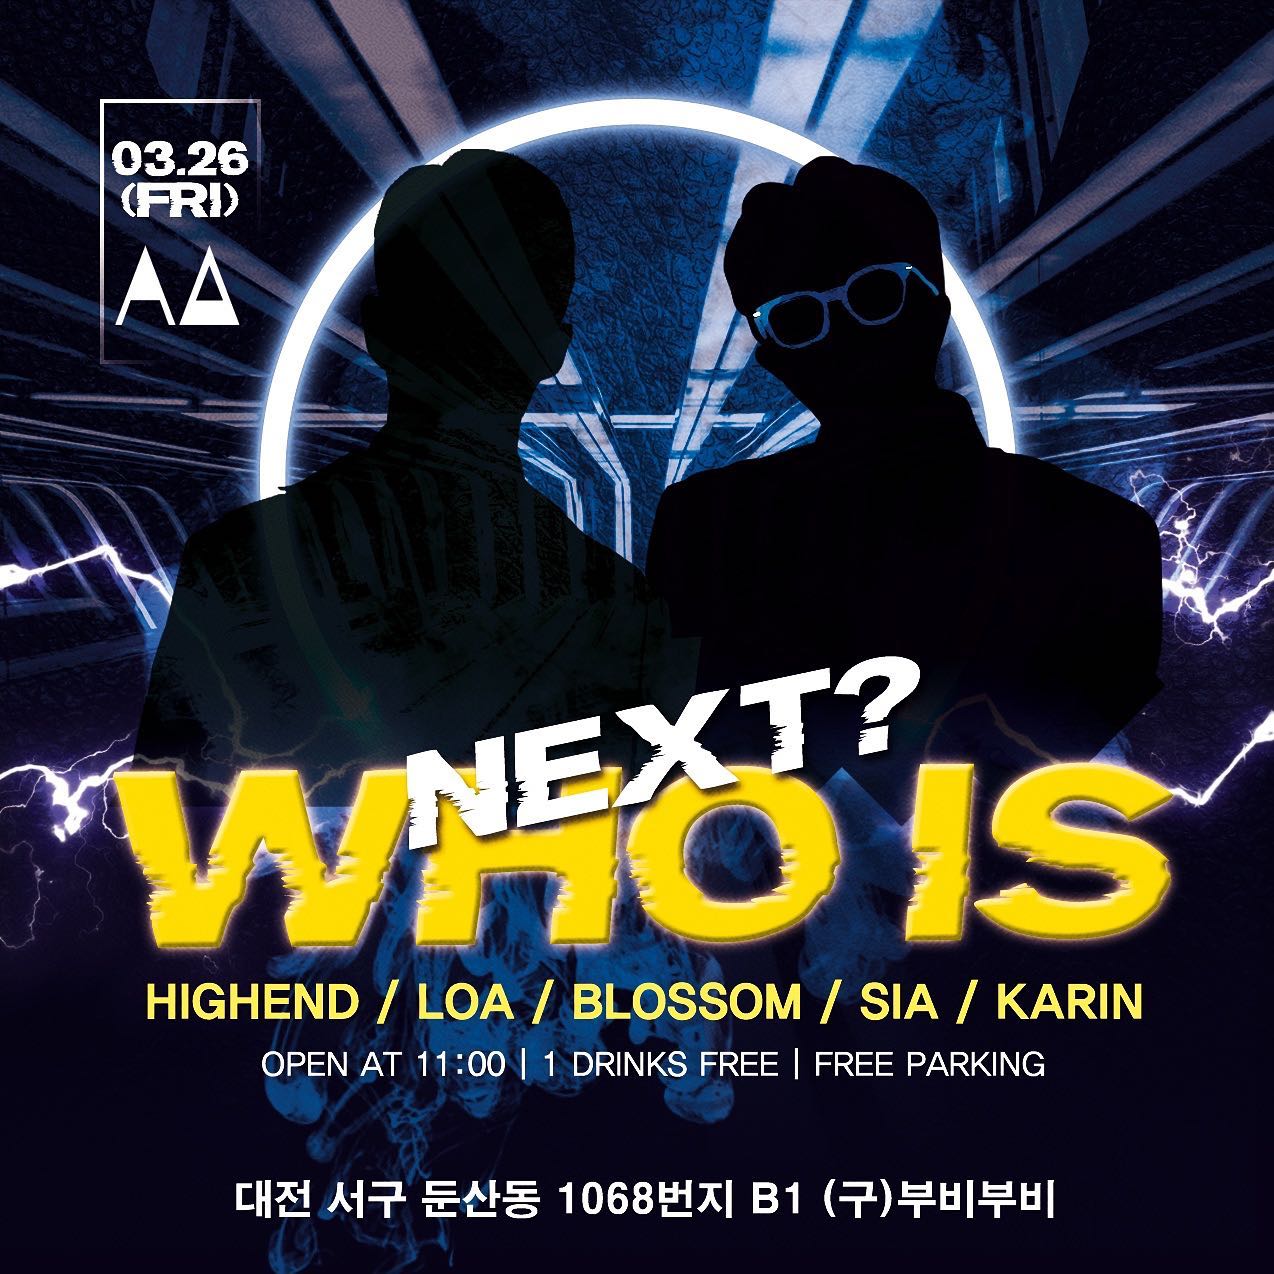 03.26
(FRI)
AA
NEXT?
WHO IS
HIGHEND / LOA / BLOSSOM / SIA / KARIN
OPEN AT 11:00 | 1 DRINKS FREE | FREE PARKING
대전 서구 둔산동 1068번지 B1 (구)부비부비